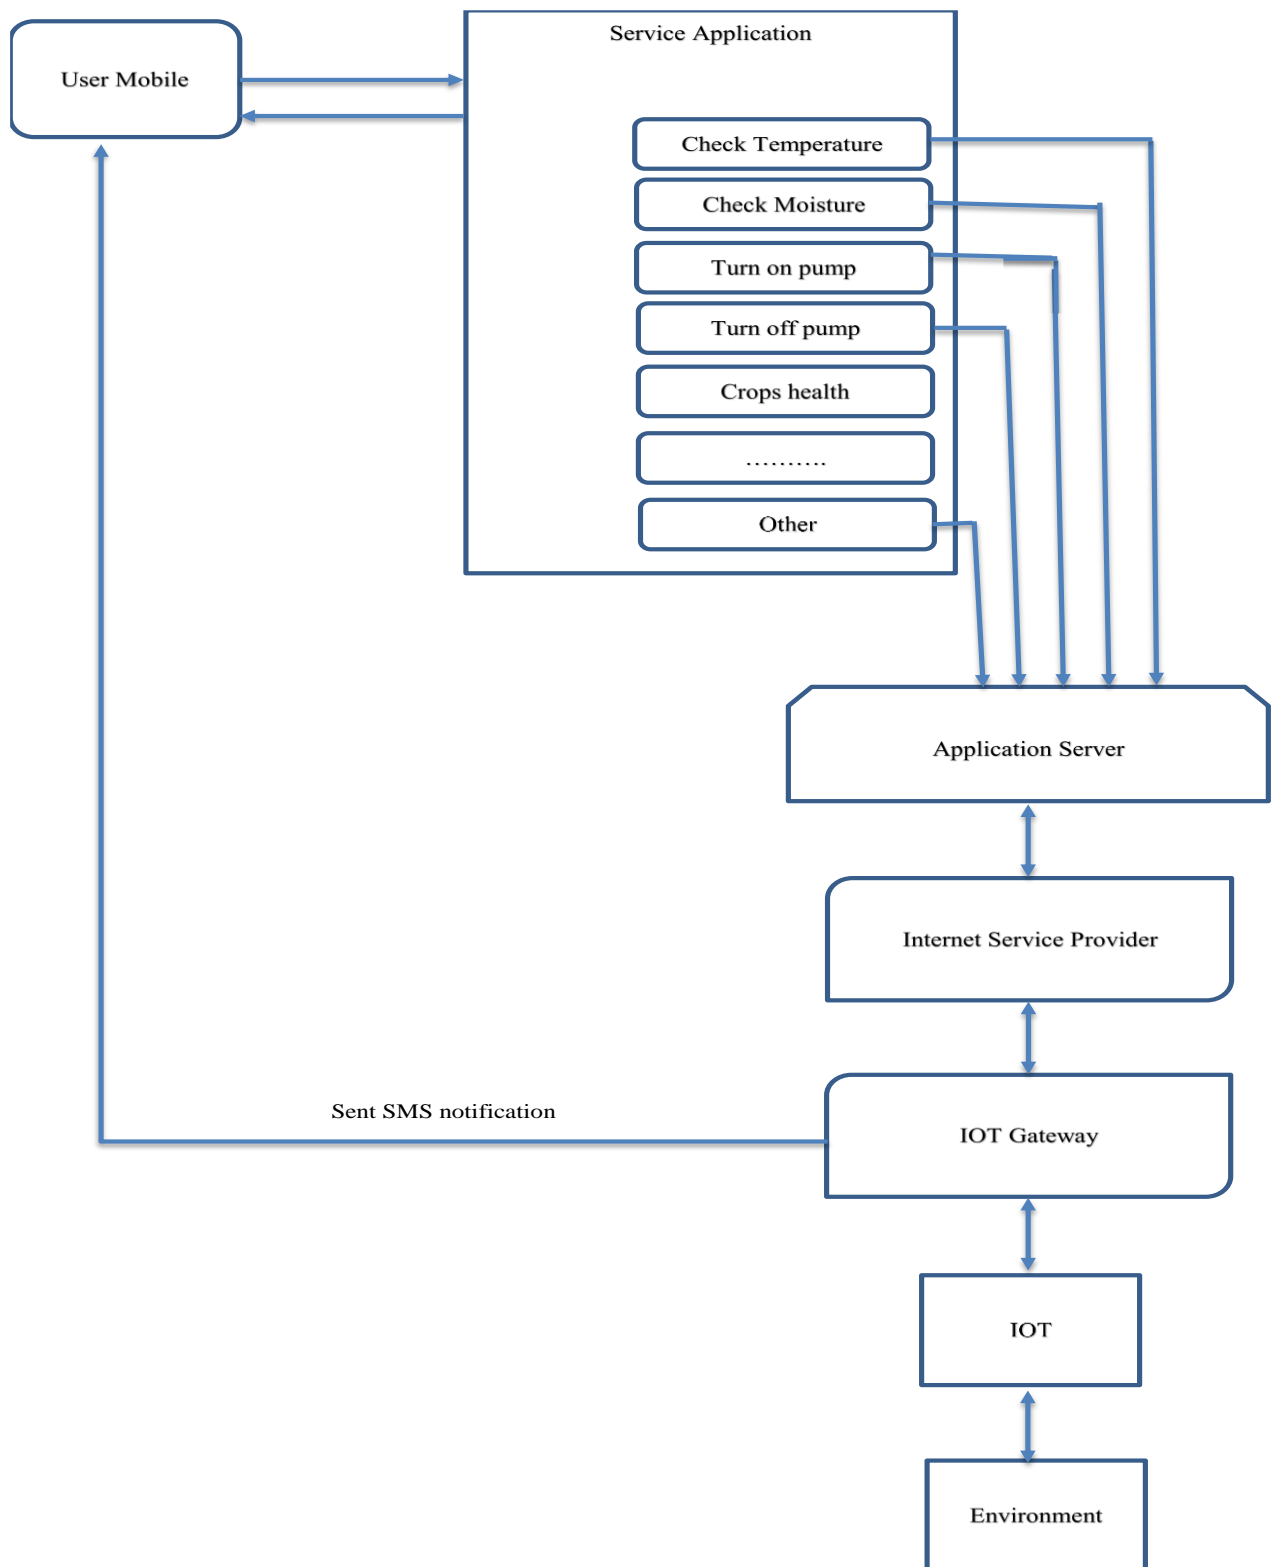 Service Application
User Mobile
Check Temperature
Check Moisture
Turn on pump
Turn off pump
Crops health
……….
Other
Application Server
Internet Service Provider
Sent SMS notification
IOT Gateway
IOT
Environment